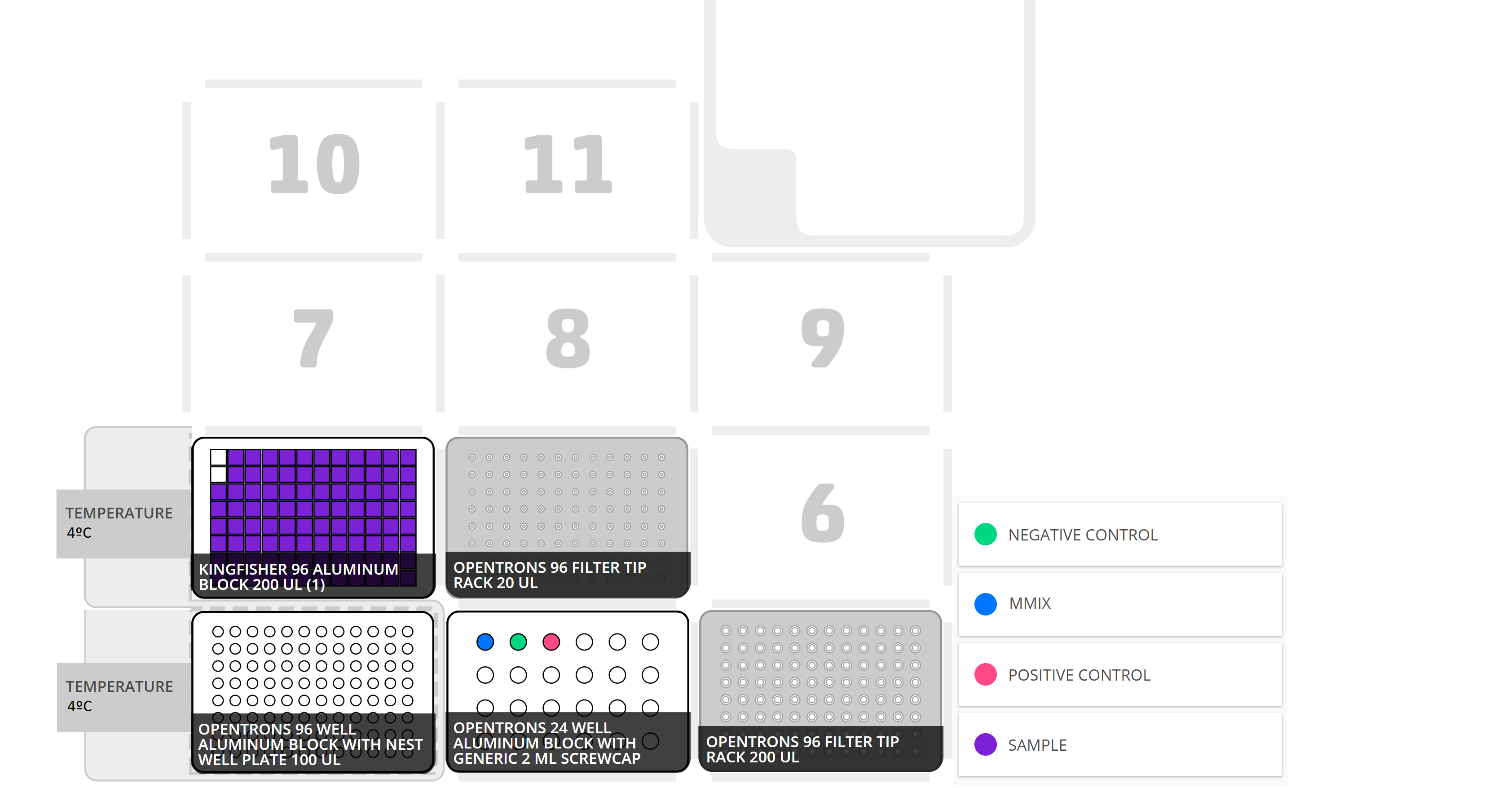 10
11
7
8
9
TEMPERATURE
4ºC
KINGFISHER 96 ALUMINUM
BLOCK 200 UL (1)
OPENTRONS 96 FILTER TIP
RACK 20 UL
6
TEMPERATURE
4ºC
OPENTRONS 96 WELL
ALUMINUM BLOCK WITH NEST
WELL PLATE 100 UL
OPENTRONS 24 WELL
ALUMINUM BLOCK WITH
GENERIC 2 ML SCREWCAP
OPENTRONS 96 FILTER TIP
RACK 200 UL
NEGATIVE CONTROL
MMIX
POSITIVE CONTROL
SAMPLE